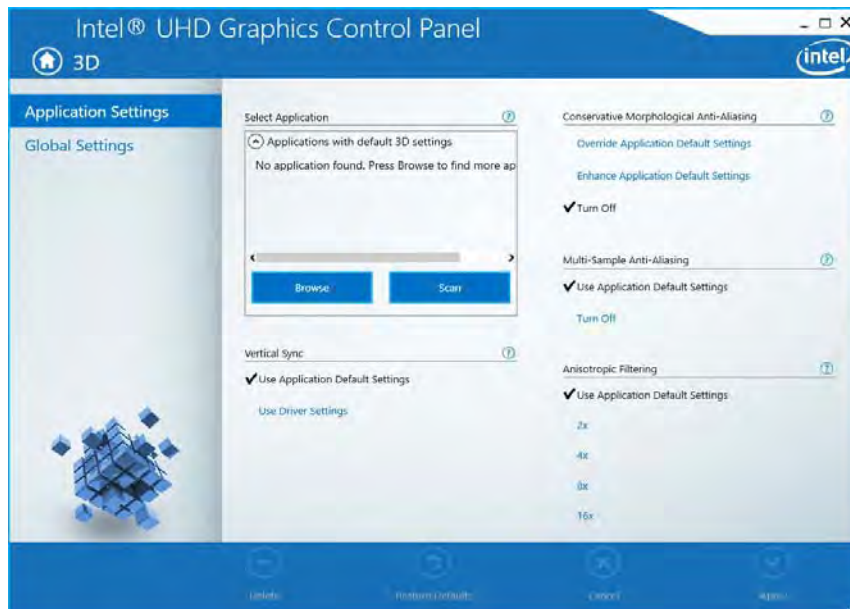 Intel® UHD Graphics Control Panel
3D
intel
Application Settings
Global Settings
Select Application
Applications with default 3D settings
No application found. Press Browse to find more ap
Browse
Scan
Vertical Sync
Use Application Default Settings
Use Driver Settings
Conservative Morphological Anti-Aliasing
Override Application Default Settings
Enhance Application Default Settings
Turn Off
Multi-Sample Anti-Aliasing
Use Application Default Settings
Turn Off
Anisotropic Filtering
Use Application Default Settings
2x
4x
8x
16x
Delete
Restore Defaults
Cancel
Apply